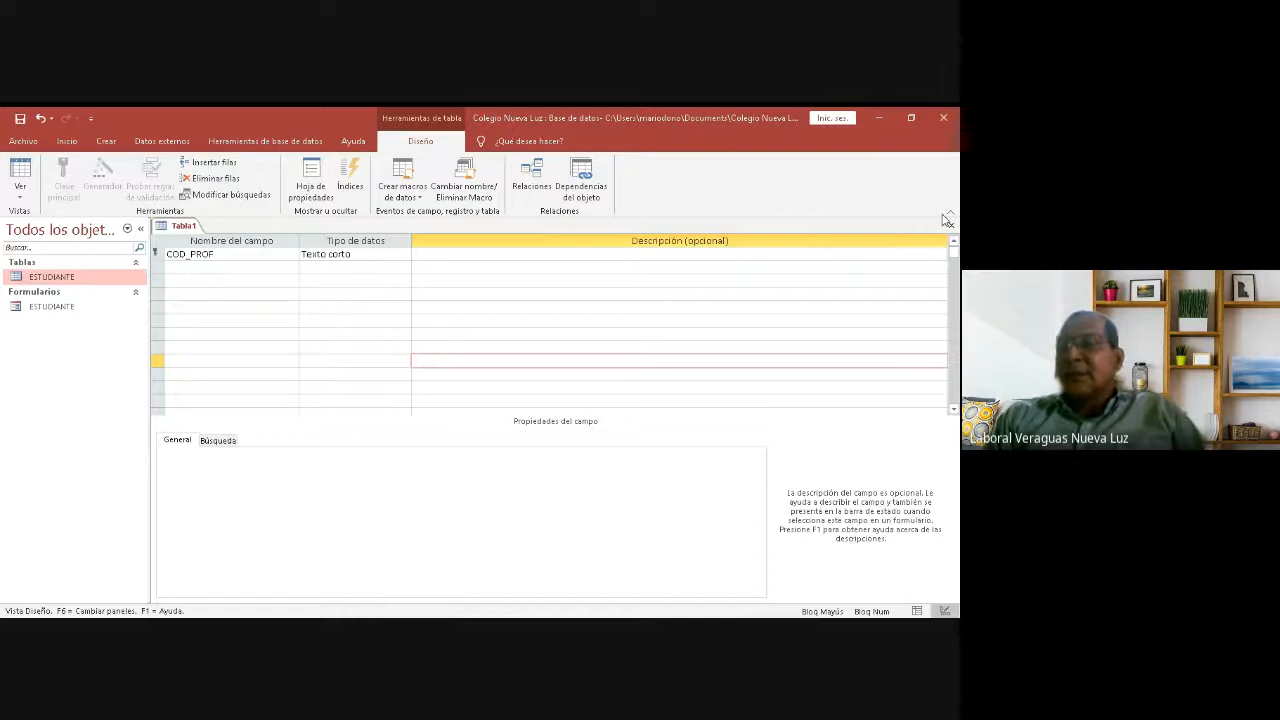 Herramientas de tabla
Colegio Nueva Luz : Base de datos- C:\Users\mariodono\Documents\Colegio Nueva L...
Inic. ses.
Archivo
Inicio
Crear
Datos externos
Herramientas de base de datos
Ayuda
Diseño
¿Qué desea hacer?
Ver
Clave
principal
Generador
Probar reglas
de validación
Insertar filas
Eliminar filas
Modificar búsquedas
Hoja de
propiedades
Índices
Crear macros
de datos
Cambiar nombre/
Eliminar Macro
Relaciones
Dependencias
del objeto
Vistas
Herramientas
Mostrar u ocultar
Eventos de campo, registro y tabla
Relaciones
Todos los objet...
Buscar...
Tablas
ESTUDIANTE
Formularios
ESTUDIANTE
Tabla1
Nombre del campo
Tipo de datos
Descripción (opcional)
COD_PROF
Texto corto
Propiedades del campo
General
Búsqueda
La descripción del campo es opcional. Le
ayuda a describir el campo y también se
presenta en la barra de estado cuando
selecciona este campo en un formulario.
Presione F1 para obtener ayuda acerca de las
descripciones.
Vista Diseño. F6 = Cambiar paneles. F1 = Ayuda.
Bloq Mayús
Bloq Num
Laboral Veraguas Nueva Luz